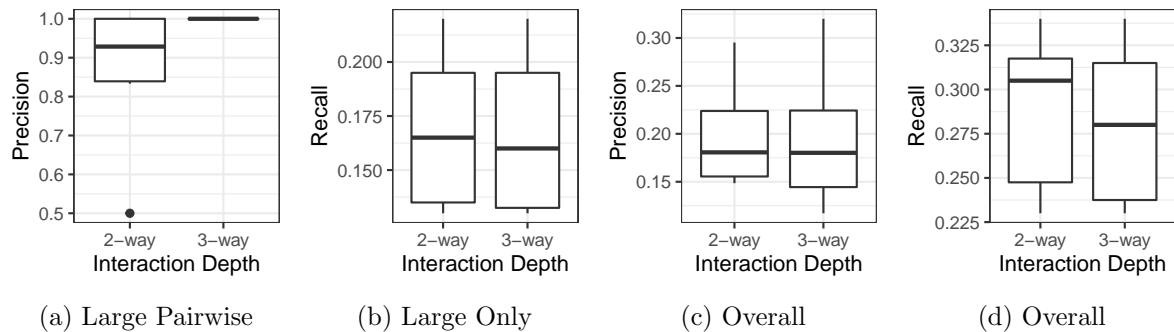 Precision
1.0
0.9
0.8
0.7
0.6
0.5
2−way 3−way
Interaction Depth
(a) Large Pairwise
Recall
0.200
0.175
0.150
2−way 3−way
Interaction Depth
(b) Large Only
Precision
0.30
0.25
0.20
0.15
2−way 3−way
Interaction Depth
(c) Overall
Recall
0.325
0.300
0.275
0.250
0.225
2−way 3−way
Interaction Depth
(d) Overall